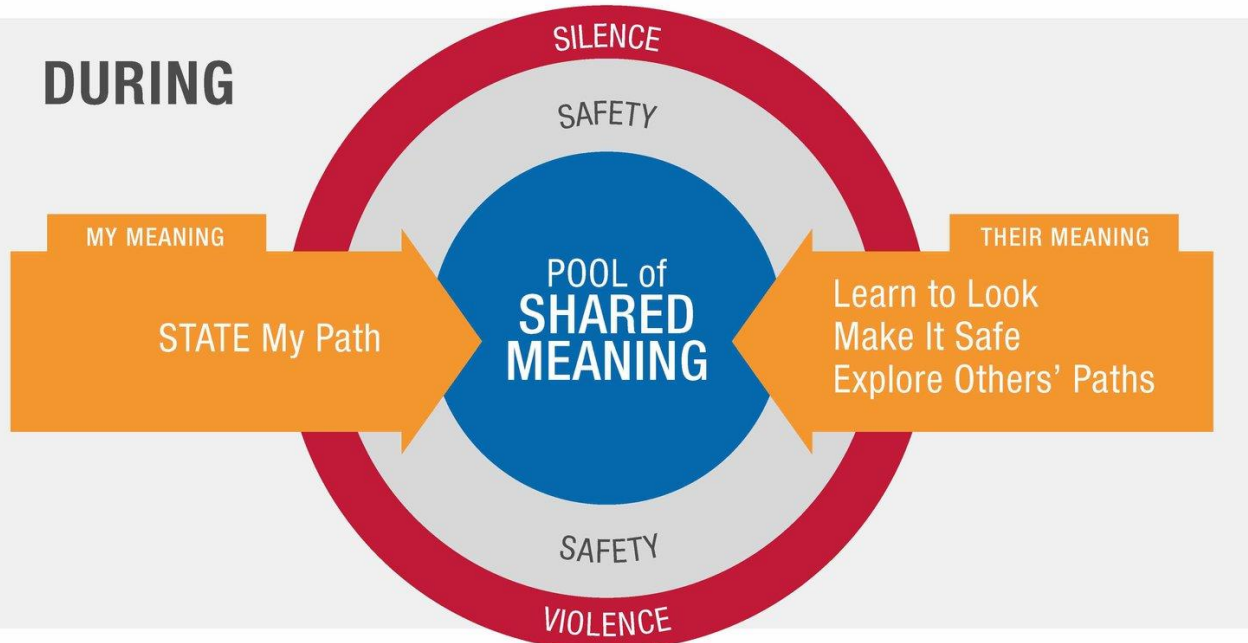 SILENCE
DURING
SAFETY
MY MEANING
THEIR MEANING
STATE My Path
POOL of
SHARED
MEANING
Learn to Look
Make It Safe
Explore Others’ Paths
SAFETY
VIOLENCE